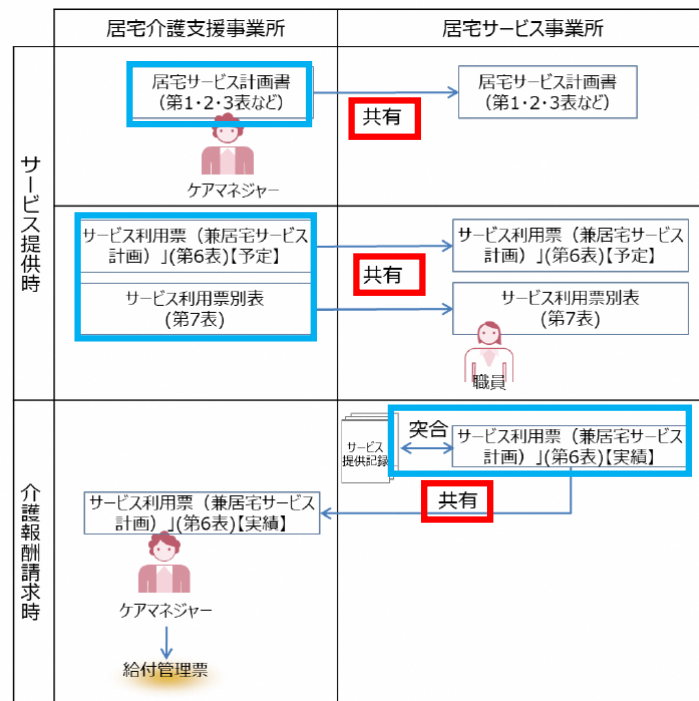 居宅介護支援事業所
居宅サービス事業所
サービス提供時
居宅サービス計画書
（第1・2・3表など）
共有
居宅サービス計画書
（第1・2・3表など）
ケアマネジャー
サービス利用票（兼居宅サービス
計画）」(第6表)【予定】
サービス利用票別表
(第7表)
共有
サービス利用票（兼居宅サービス
計画）」(第6表)【予定】
サービス利用票別表
(第7表)
職員
介護報酬請求時
サービス
提供記録
突合
サービス利用票（兼居宅サービス
計画）」(第6表)【実績】
共有
サービス利用票（兼居宅サービス
計画）」(第6表)【実績】
ケアマネジャー
給付管理票